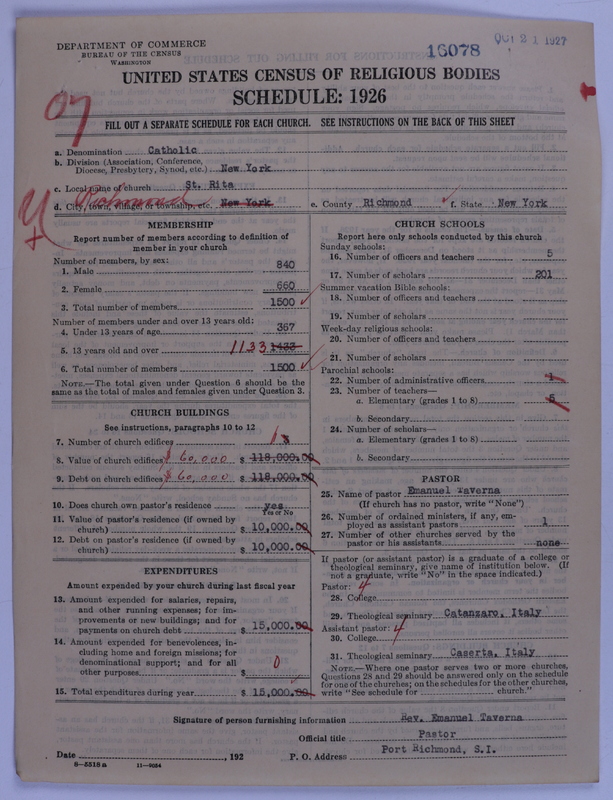 DEPARTMENT OF COMMERCE
BUREAU OF THE CENSUS
WASHINGTON
16078
OCT 21 1927
UNITED STATES CENSUS OF RELIGIOUS BODIES
SCHEDULE: 1926
07
FILL OUT A SEPARATE SCHEDULE FOR EACH CHURCH. SEE INSTRUCTIONS ON THE BACK OF THIS SHEET
a. Denomination Catholic
b. Division (Association, Conference, Diocese, Presbytery, Synod, etc.) New York
c. Local name of church St. Rita
Richmond
d. City, town, village, or township, etc. New York e. County Richmond f. State New York
MEMBERSHIP
Report number of members according to definition of member in your church
Number of members, by sex:
1. Male 840
2. Female 660
3. Total number of members 1500
Number of members under and over 13 years old:
4. Under 13 years of age 367
5. 13 years old and over 1133 1433
6. Total number of members 1500
NOTE.—The total given under Question 6 should be the same as the total of males and females given under Question 3.
CHURCH BUILDINGS
See instructions, paragraphs 10 to 12
7. Number of church edifices 1
8. Value of church edifices $60,000 $ 118,000.00
9. Debt on church edifices $60,000 $ 118,000.00
10. Does church own pastor's residence yes
Yes or No
11. Value of pastor's residence (if owned by church) $ 10,000.00
12. Debt on pastor's residence (if owned by church) $ 10,000.00
EXPENDITURES
Amount expended by your church during last fiscal year
13. Amount expended for salaries, repairs, and other running expenses; for improvements or new buildings; and for payments on church debt $ 15,000.00
14. Amount expended for benevolences, including home and foreign missions; for denominational support; and for all other purposes $ 0
15. Total expenditures during year $ 15,000.00
CHURCH SCHOOLS
Report here only schools conducted by this church
Sunday schools:
16. Number of officers and teachers 5
17. Number of scholars 201
Summer vacation Bible schools:
18. Number of officers and teachers
19. Number of scholars
Week-day religious schools:
20. Number of officers and teachers
21. Number of scholars
Parochial schools:
22. Number of administrative officers 1
23. Number of teachers—
a. Elementary (grades 1 to 8) 5
b. Secondary
24. Number of scholars—
a. Elementary (grades 1 to 8)
b. Secondary
PASTOR
25. Name of pastor Emanuel Taverna
(If church has no pastor, write "None")
26. Number of ordained ministers, if any, employed as assistant pastors 1
27. Number of other churches served by the pastor or his assistants none
If pastor (or assistant pastor) is a graduate of a college or theological seminary, give name of institution below. (If not a graduate, write "No" in the space indicated.)
Pastor:
28. College
29. Theological seminary Catanzaro, Italy
Assistant pastor:
30. College
31. Theological seminary Caserta, Italy
NOTE.—Where one pastor serves two or more churches, Questions 28 and 29 should be answered only on the schedule for one of the churches; on the schedules for the other churches, write "See schedule for church."
Signature of person furnishing information Rev. Emanuel Taverna
Official title Pastor
Date , 192 P. O. Address Port Richmond, S.I.
8—5518a 11—9024